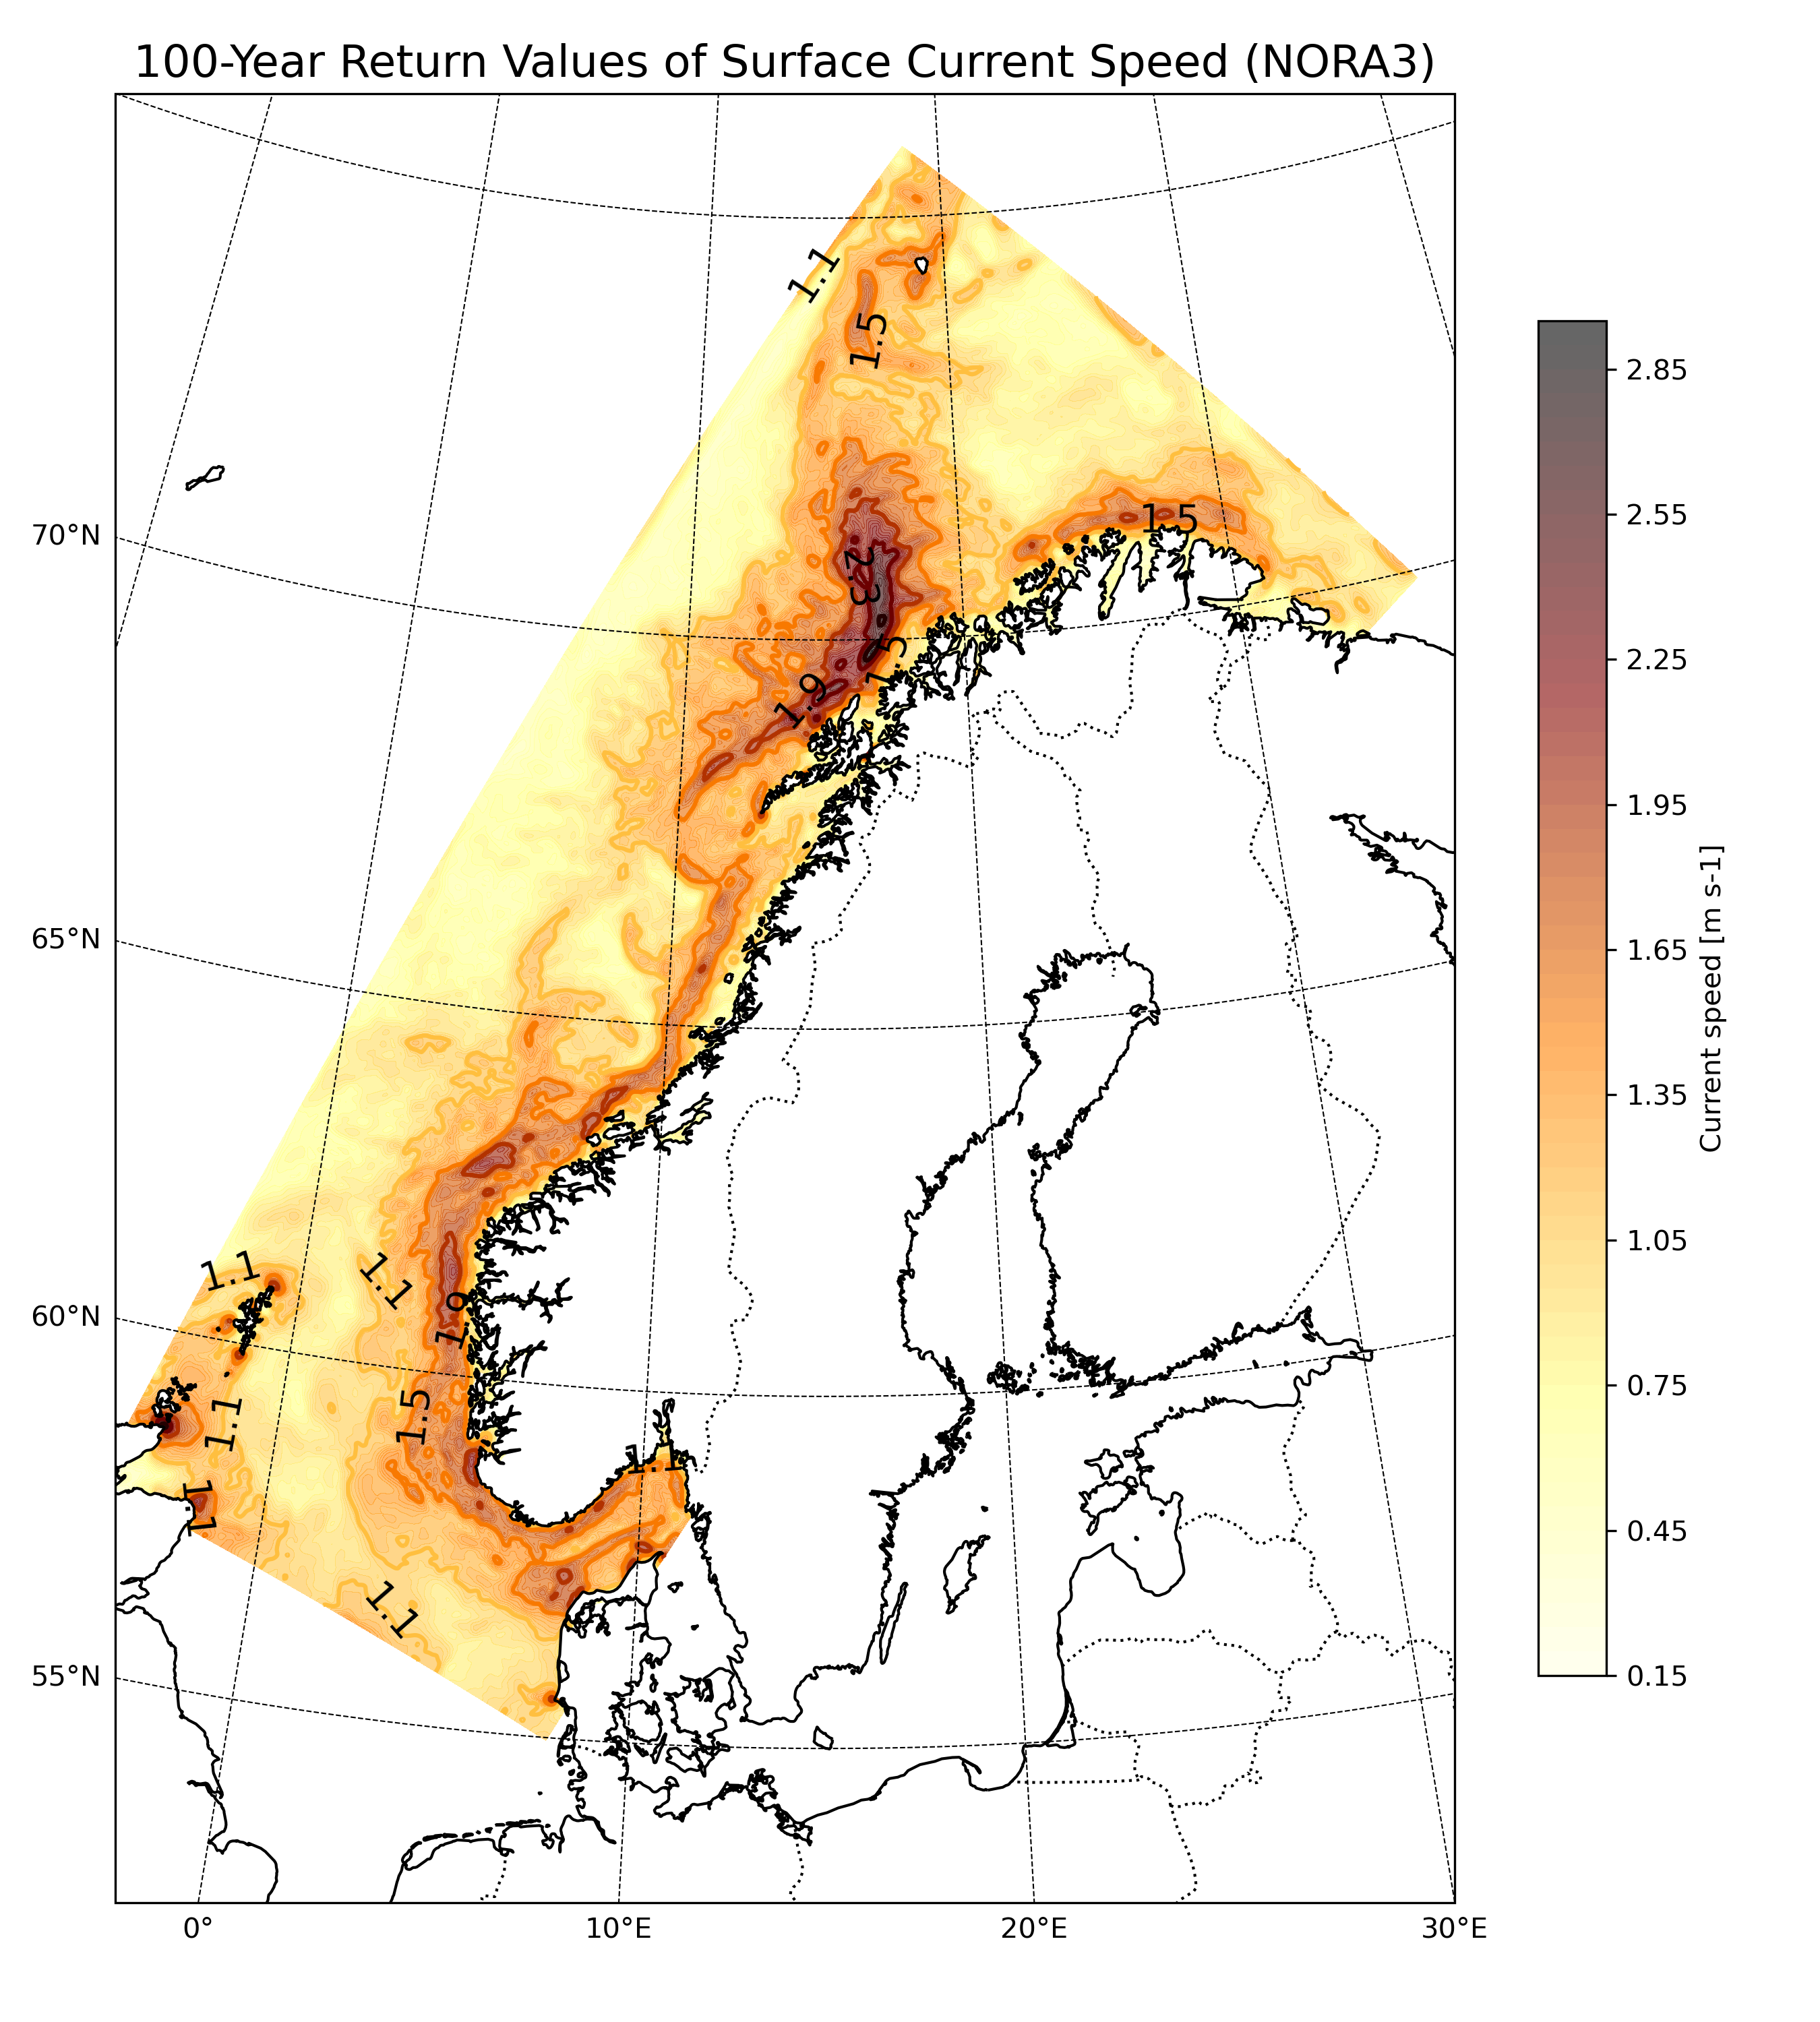 100-Year Return Values of Surface Current Speed (NORA3)
1.1
1.5
1.5
2.3
1.5
1.9
1.1
1.1
1.9
1.1
1.5
1.1
1.1
1.1
70°N
65°N
60°N
55°N
0°
10°E
20°E
30°E
2.85
2.55
2.25
1.95
1.65
1.35
1.05
0.75
0.45
0.15
Current speed [m s-1]